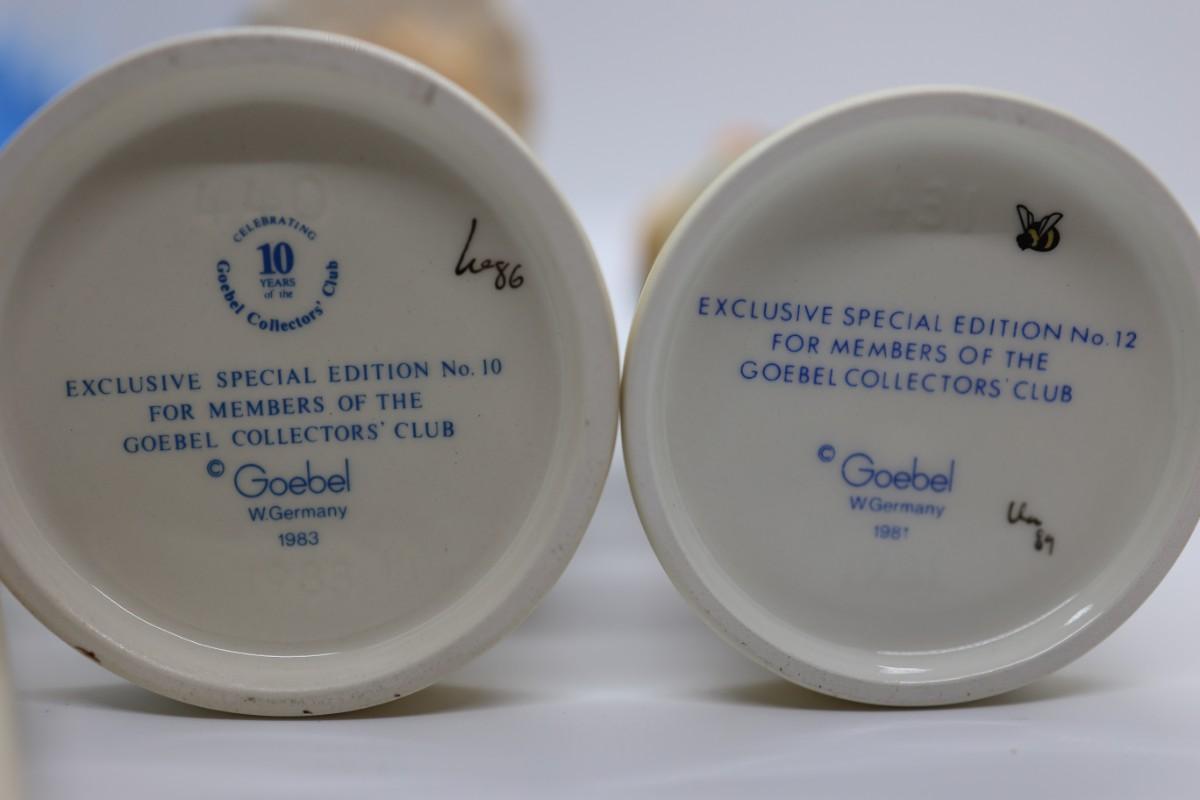 CELEBRATING
10
YEARS
of the
Goebel Collectors' Club
EXCLUSIVE SPECIAL EDITION No. 10
FOR MEMBERS OF THE
GOEBEL COLLECTORS' CLUB
© Goebel
W.Germany
1983
EXCLUSIVE SPECIAL EDITION No. 12
FOR MEMBERS OF THE
GOEBEL COLLECTORS' CLUB
© Goebel
W.Germany
1981
89